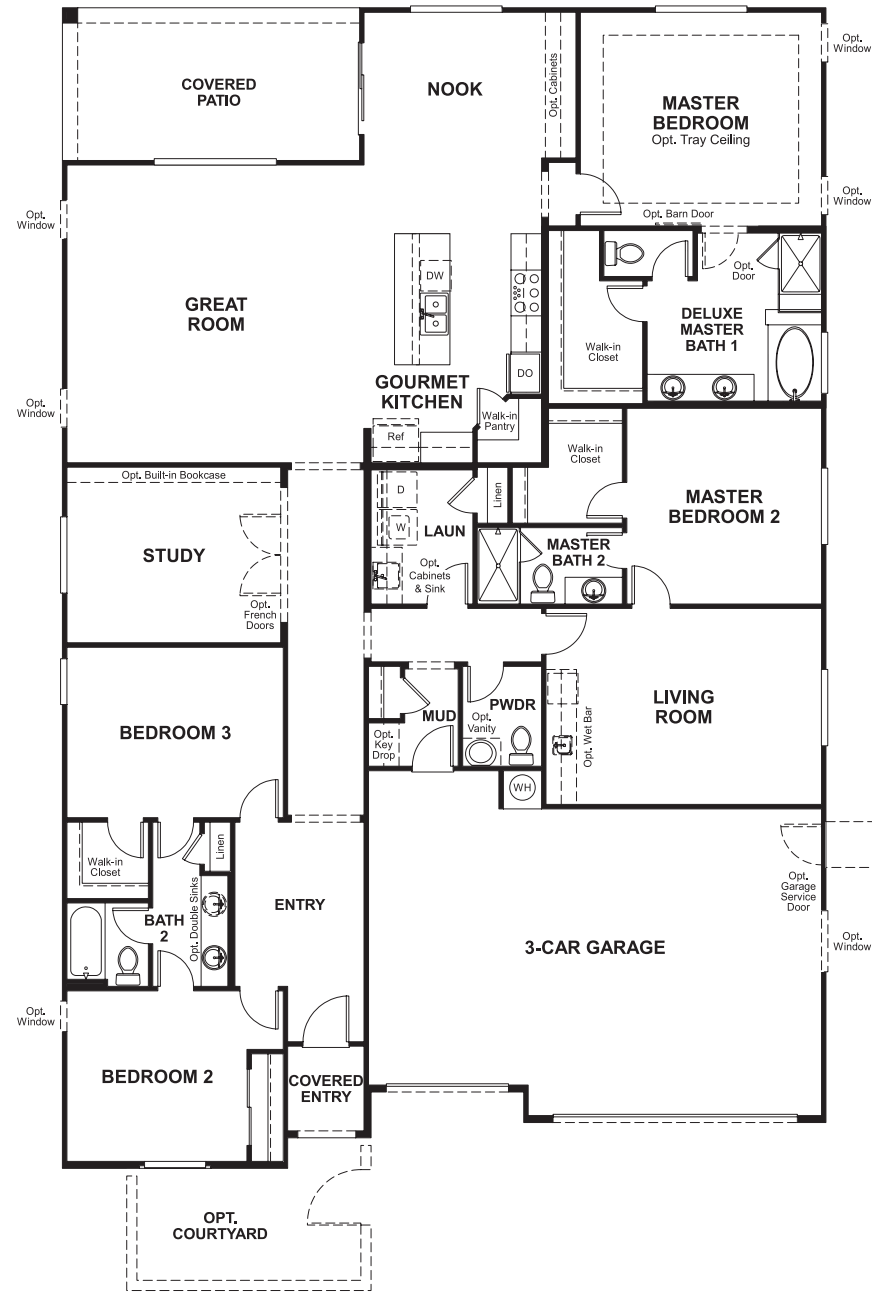 COVERED
PATIO
NOOK
Opt. Cabinets
MASTER
BEDROOM
Opt. Tray Ceiling
Opt.
Window
Opt.
Window
Opt.
Window
Opt. Barn Door
Opt.
Door
DW
GREAT
ROOM
DELUXE
MASTER
BATH 1
Walk-in
Closet
DO
GOURMET
KITCHEN
Opt.
Window
Ref
Walk-in
Pantry
Walk-in
Closet
Opt. Built-in Bookcase
D
W
LAUN
Linen
MASTER
BEDROOM 2
STUDY
MASTER
BATH 2
Opt.
Cabinets
& Sink
Opt.
French
Doors
LIVING
ROOM
BEDROOM 3
MUD
PWDR
Opt.
Vanity
Opt.
Key
Drop
Opt. Wet Bar
WH
Walk-in
Closet
Linen
Opt.
Garage
Service
Door
ENTRY
BATH
2
Opt. Double Sinks
3-CAR GARAGE
Opt.
Window
Opt.
Window
BEDROOM 2
COVERED
ENTRY
OPT.
COURTYARD